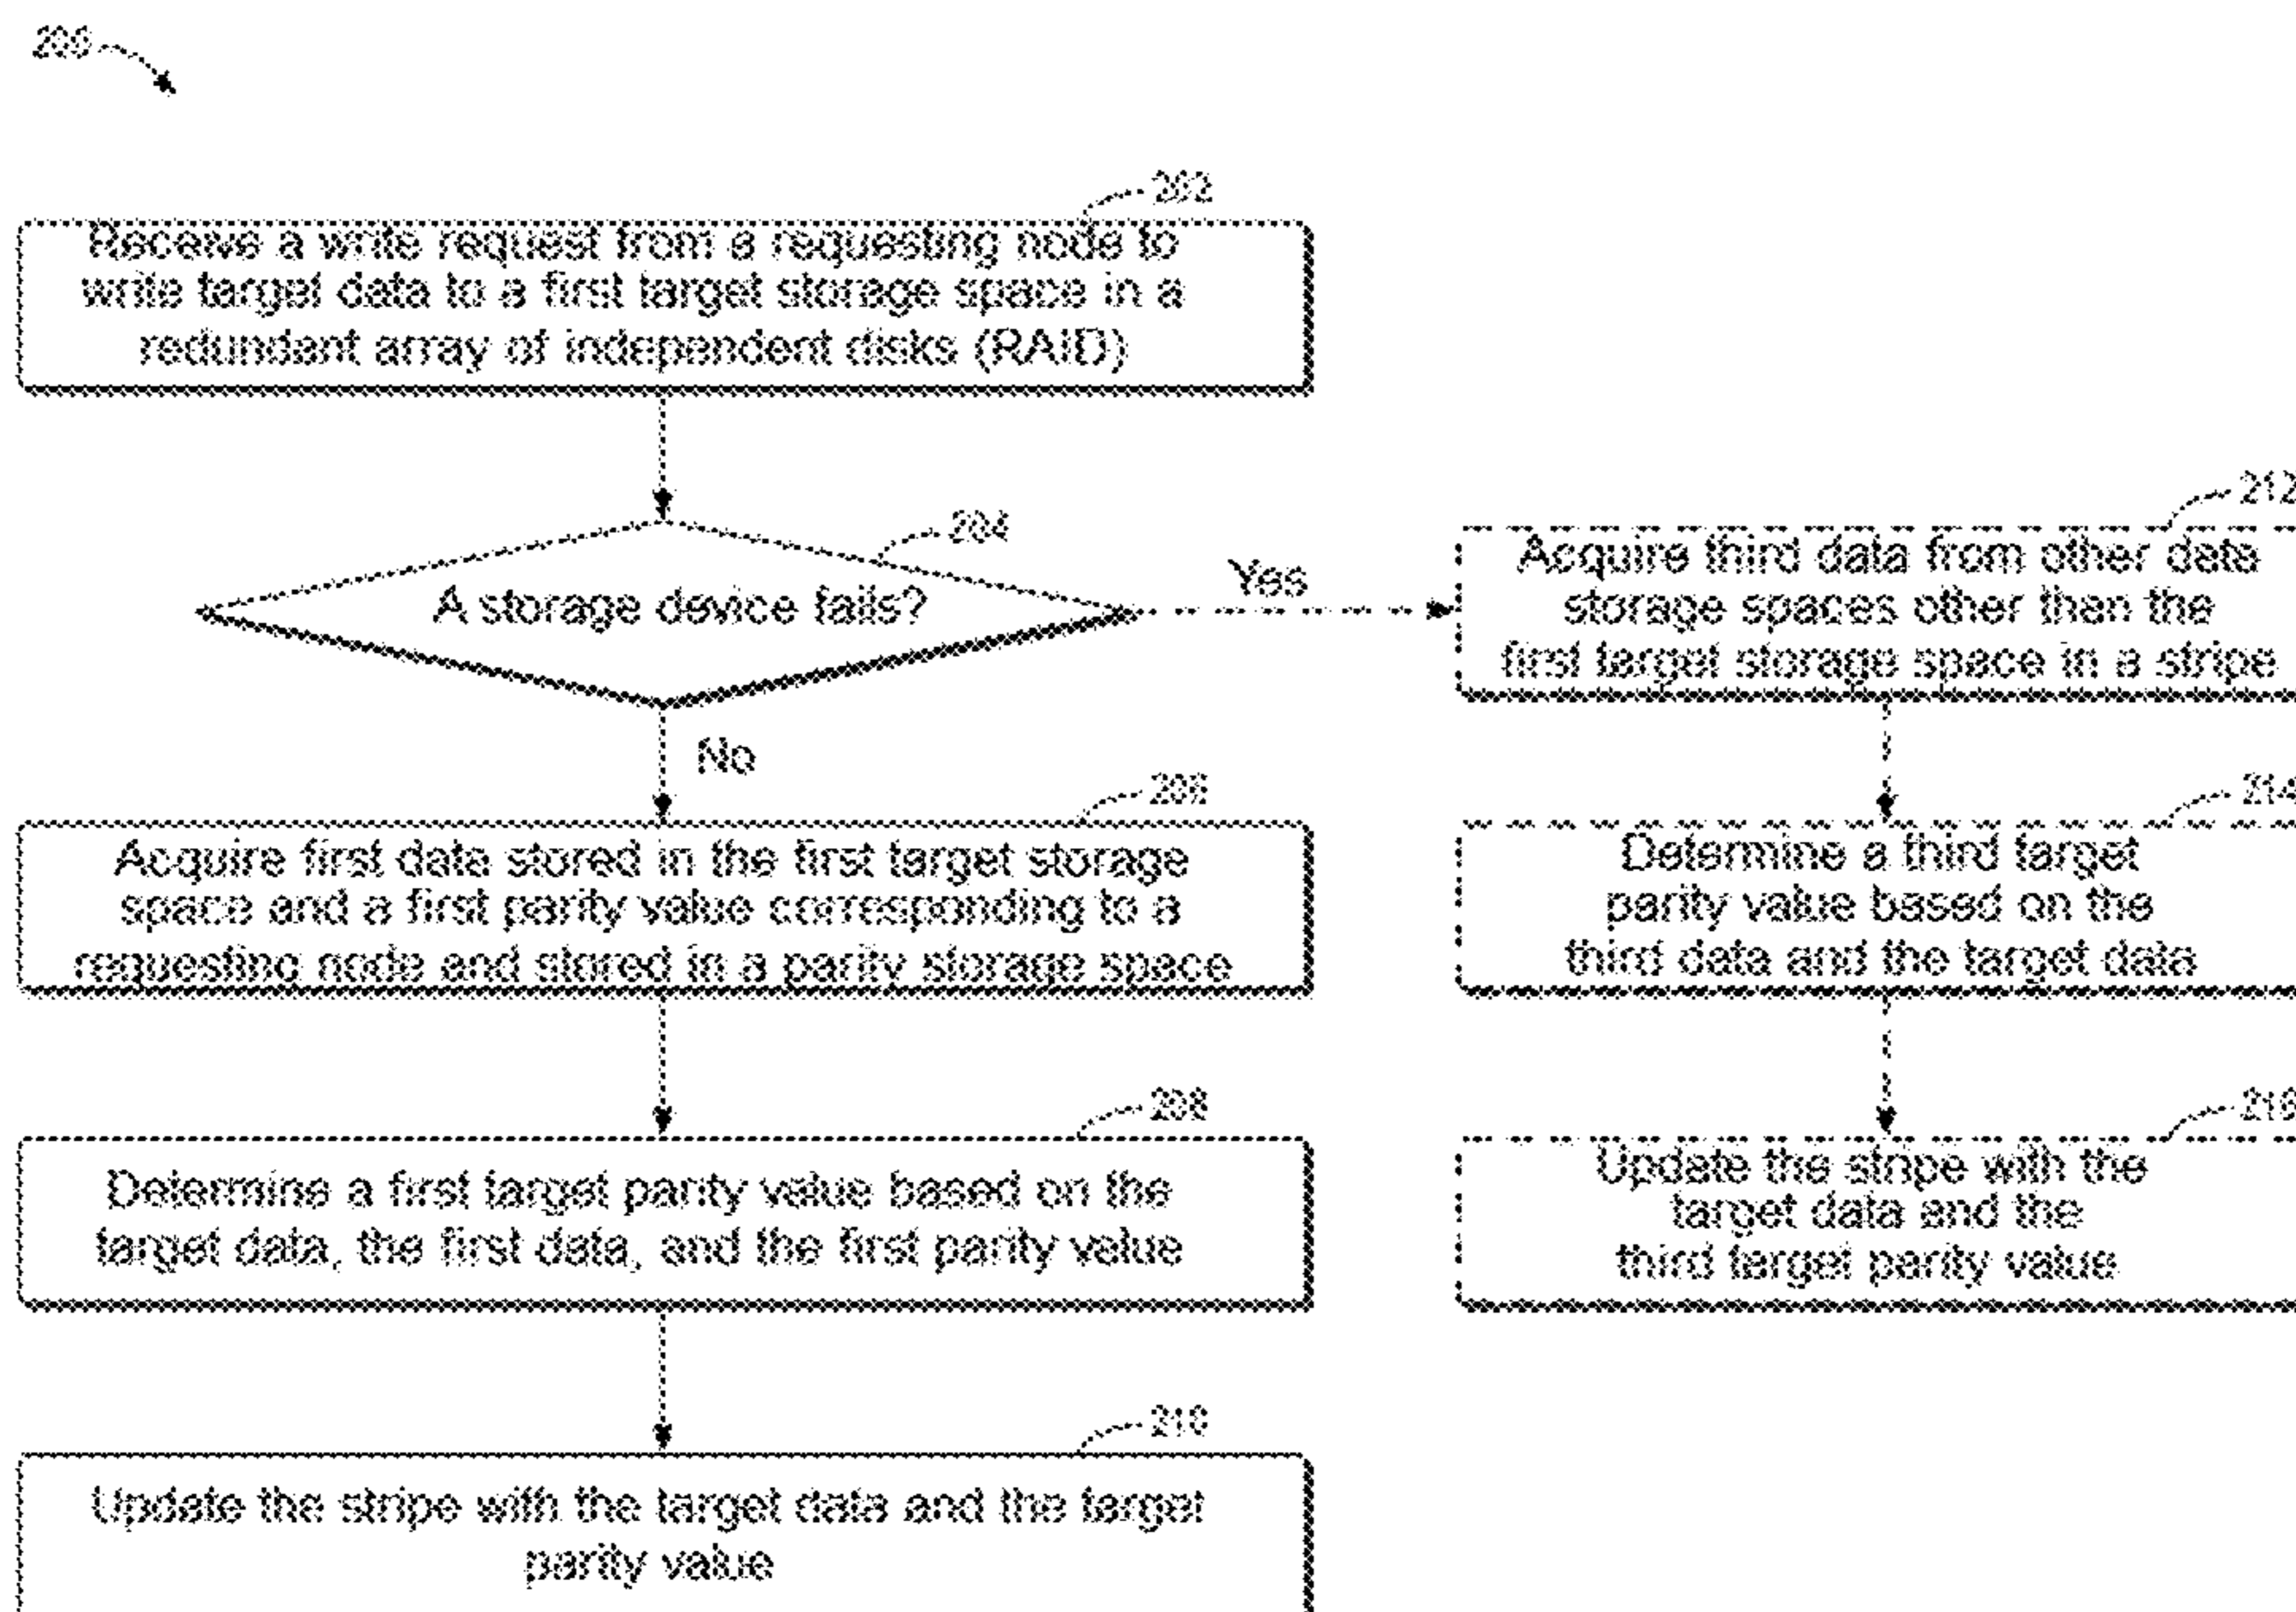 200
202
Receive a write request from a requesting node to
write target data to a first target storage space in a
redundant array of independent disks (RAID)
204
A storage device fails?
Yes
No
212
Acquire third data from other data
storage spaces other than the
first target storage space in a stripe
206
Acquire first data stored in the first target storage
space and a first parity value corresponding to a
requesting node and stored in a parity storage space
214
Determine a third target
parity value based on the
third data and the target data
208
Determine a first target parity value based on the
target data, the first data, and the first parity value
216
Update the stripe with the
target data and the
third target parity value
210
Update the stripe with the target data and the target
parity value